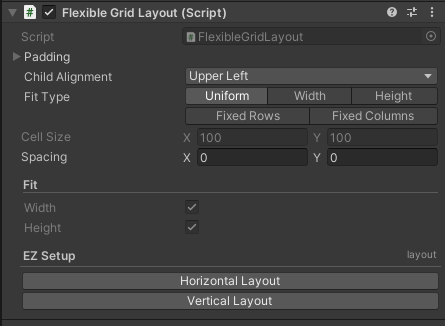 Flexible Grid Layout (Script)
Script FlexibleGridLayout
Padding
Child Alignment Upper Left
Fit Type Uniform Width Height
Fixed Rows Fixed Columns
Cell Size X 100 Y 100
Spacing X 0 Y 0
Fit
Width
Height
EZ Setup layout
Horizontal Layout
Vertical Layout